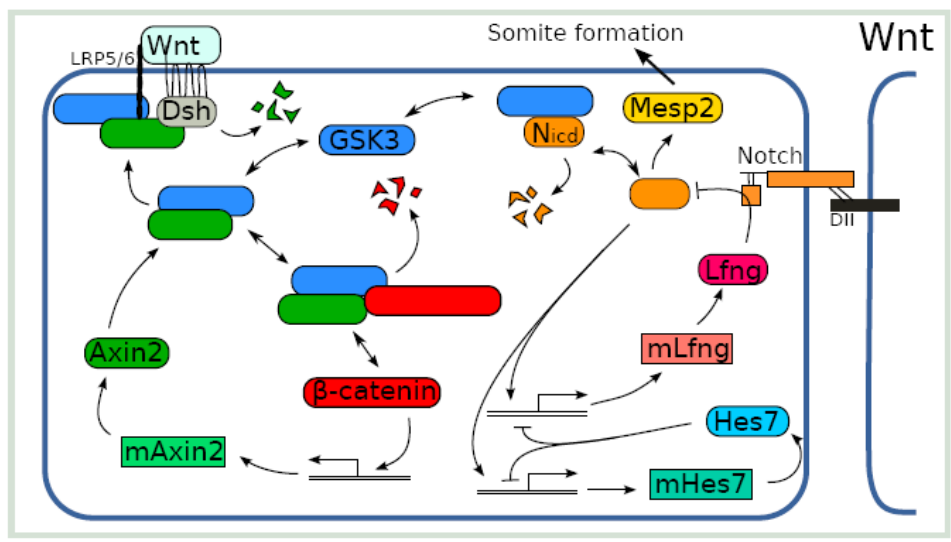 Somite formation
Wnt
Wnt
LRP5/6
Dsh
Mesp2
GSK3
Nicd
Notch
Dll
Lfng
Axin2
mLfng
β-catenin
Hes7
mAxin2
mHes7